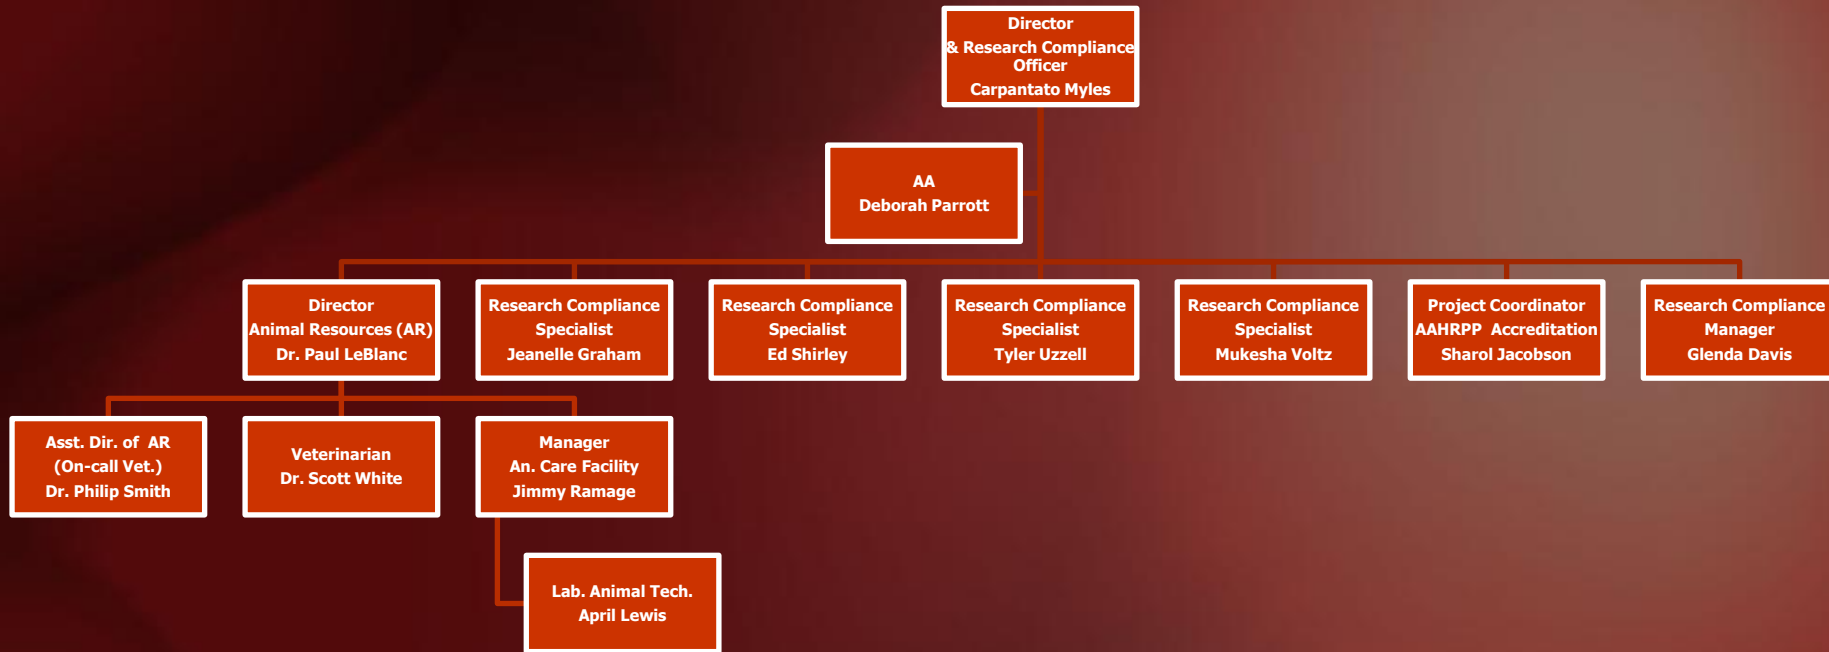 Director
& Research Compliance
Officer
Carpantato Myles
AA
Deborah Parrott
Director
Animal Resources (AR)
Dr. Paul LeBlanc
Research Compliance
Specialist
Jeanelle Graham
Research Compliance
Specialist
Ed Shirley
Research Compliance
Specialist
Tyler Uzzell
Research Compliance
Specialist
Mukesha Voltz
Project Coordinator
AAHRPP Accreditation
Sharol Jacobson
Research Compliance
Manager
Glenda Davis
Asst. Dir. of AR
(On-call Vet.)
Dr. Philip Smith
Veterinarian
Dr. Scott White
Manager
An. Care Facility
Jimmy Ramage
Lab. Animal Tech.
April Lewis